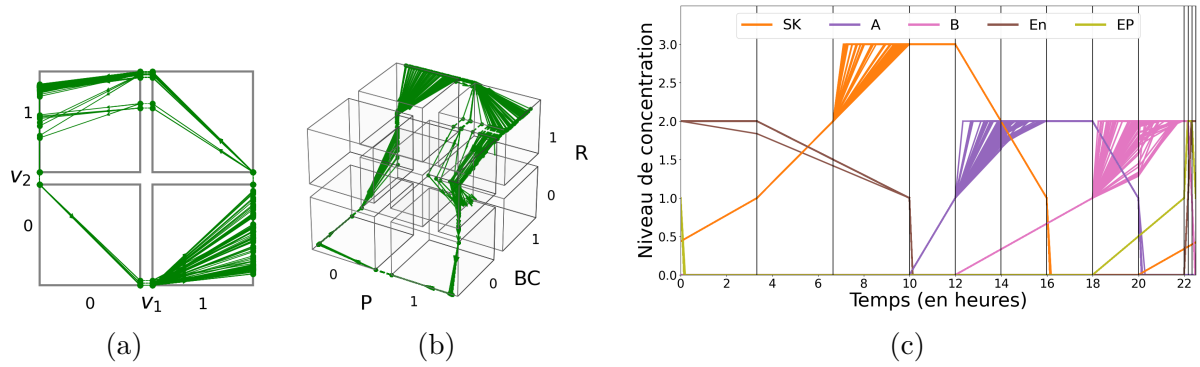 1
v₂
0
0
v₁
1
(a)
1
R
0
1
BC
0
0
P
1
(b)
SK A B En EP
Niveau de concentration
3.0
2.5
2.0
1.5
1.0
0.5
0.0
0 2 4 6 8 10 12 14 16 18 20 22
Temps (en heures)
(c)